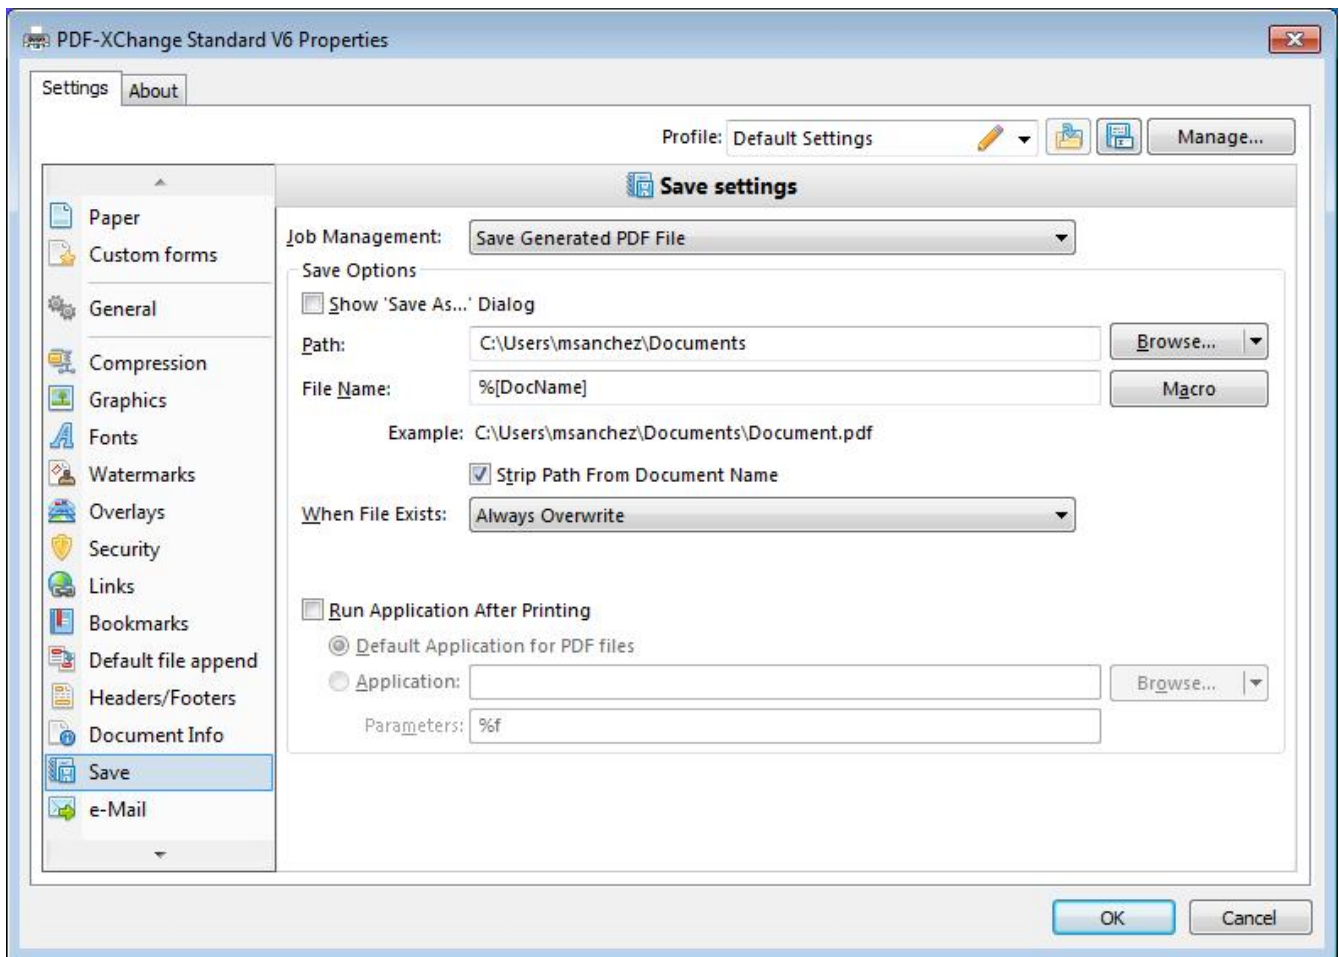 PDF-XChange Standard V6 Properties
Settings
About
Profile: Default Settings
Manage...
Paper
Custom forms
General
Compression
Graphics
Fonts
Watermarks
Overlays
Security
Links
Bookmarks
Default file append
Headers/Footers
Document Info
Save
e-Mail
Save settings
Job Management: Save Generated PDF File
Save Options
Show 'Save As...' Dialog
Path: C:\Users\msanchez\Documents Browse...
File Name: %[DocName] Macro
Example: C:\Users\msanchez\Documents\Document.pdf
Strip Path From Document Name
When File Exists: Always Overwrite
Run Application After Printing
Default Application for PDF files
Application: Browse...
Parameters: %f
OK Cancel